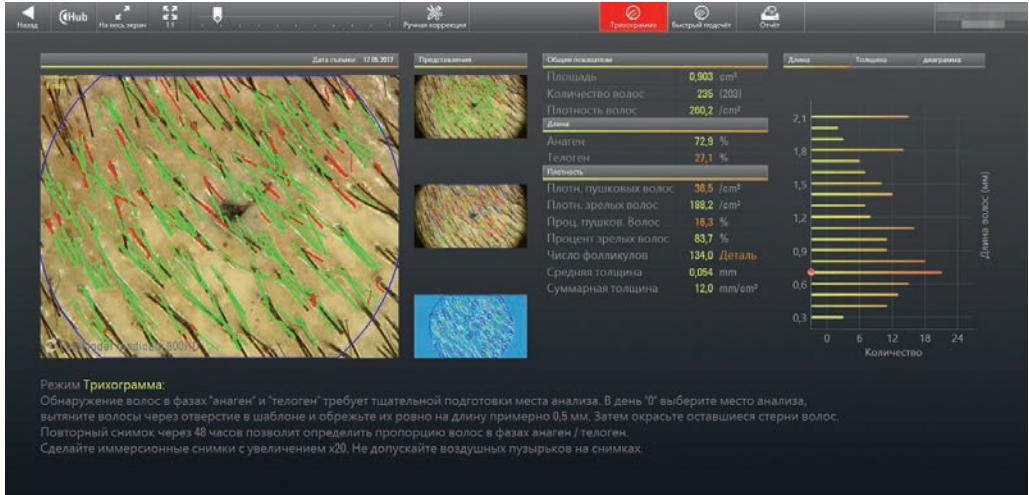 Назад
Hub
На весь экран
1:1
Ручная коррекция
Трихограмма
Быстрый подсчёт
Отчёт
Дата съёмки 17.05.2017
Представления
Общие показатели
Площадь 0,903 cm²
Количество волос 235 (203)
Плотность волос 260,2 /cm²
Длина
Анаген 72,9 %
Телоген 27,1 %
Плотность
Плотн. пушковых волос 36,5 /cm²
Плотн. зрелых волос 188,2 /cm²
Проц. пушков. Волос 16,3 %
Процент зрелых волос 83,7 %
Число фолликулов 134,0 Деталь
Средняя толщина 0,054 mm
Суммарная толщина 12,0 mm/cm²
Длина Толщина диаграмма
2,1
1,8
1,5
1,2
0,9
0,6
0,3
0 6 12 18 24
Количество
Длина волос (мм)
Режим Трихограмма:
Обнаружение волос в фазах "анаген" и "телоген" требует тщательной подготовки места анализа. В день "0" выберите место анализа,
вытяните волосы через отверстие в шаблоне и обрежьте их ровно на длину примерно 0,5 мм. Затем окрасьте оставшиеся стерни волос.
Повторный снимок через 48 часов позволит определить пропорцию волос в фазах анаген / телоген.
Сделайте иммерсионные снимки с увеличением x20. Не допускайте воздушных пузырьков на снимках.